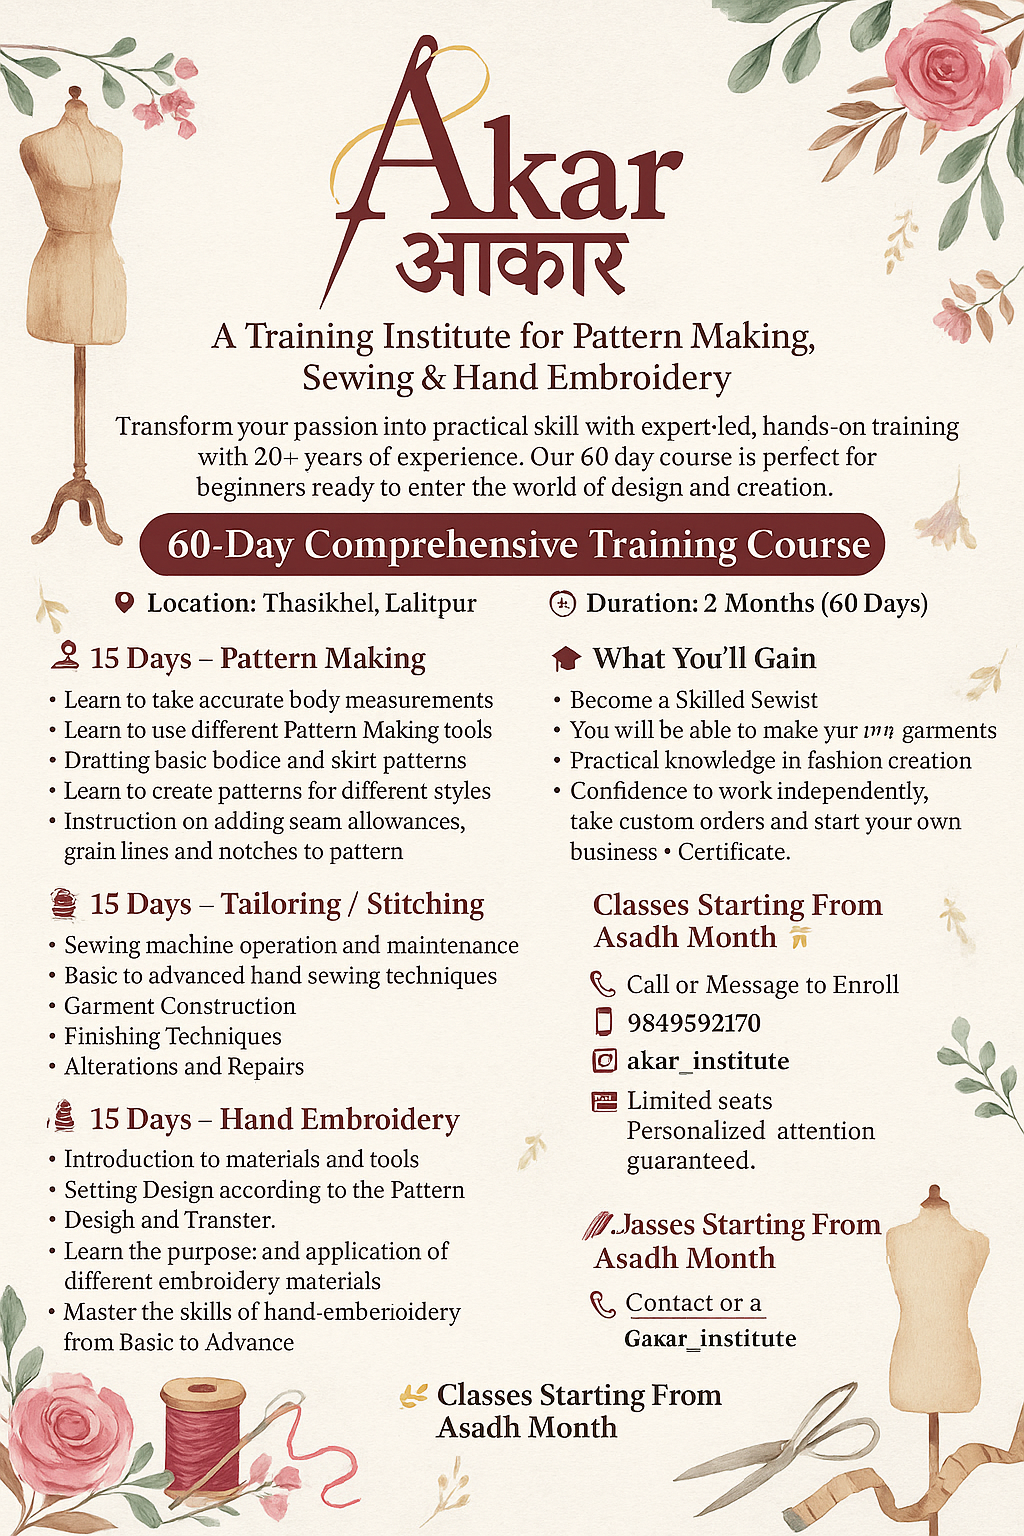 Akar
आकार
A Training Institute for Pattern Making,
Sewing & Hand Embroidery
Transform your passion into practical skill with expert·led, hands-on training
with 20+ years of experience. Our 60 day course is perfect for
beginners ready to enter the world of design and creation.
60-Day Comprehensive Training Course
Location: Thasikhel, Lalitpur
Duration: 2 Months (60 Days)
15 Days – Pattern Making
• Learn to take accurate body measurements
• Learn to use different Pattern Making tools
• Dratting basic bodice and skirt patterns
• Learn to create patterns for different styles
• Instruction on adding seam allowances,
grain lines and notches to pattern
15 Days – Tailoring / Stitching
• Sewing machine operation and maintenance
• Basic to advanced hand sewing techniques
• Garment Construction
• Finishing Techniques
• Alterations and Repairs
15 Days – Hand Embroidery
• Introduction to materials and tools
• Setting Design according to the Pattern
• Desigh and Transter.
• Learn the purpose: and application of
different embroidery materials
• Master the skills of hand-emberioidery
from Basic to Advance
What You'll Gain
• Become a Skilled Sewist
• You will be able to make yur garments
• Practical knowledge in fashion creation
• Confidence to work independently,
take custom orders and start your own
business • Certificate.
Classes Starting From
Asadh Month
Call or Message to Enroll
9849592170
akar_institute
Limited seats
Personalized attention
guaranteed.
Jasses Starting From
Asadh Month
Contact or a
Gakar_institute
Classes Starting From
Asadh Month